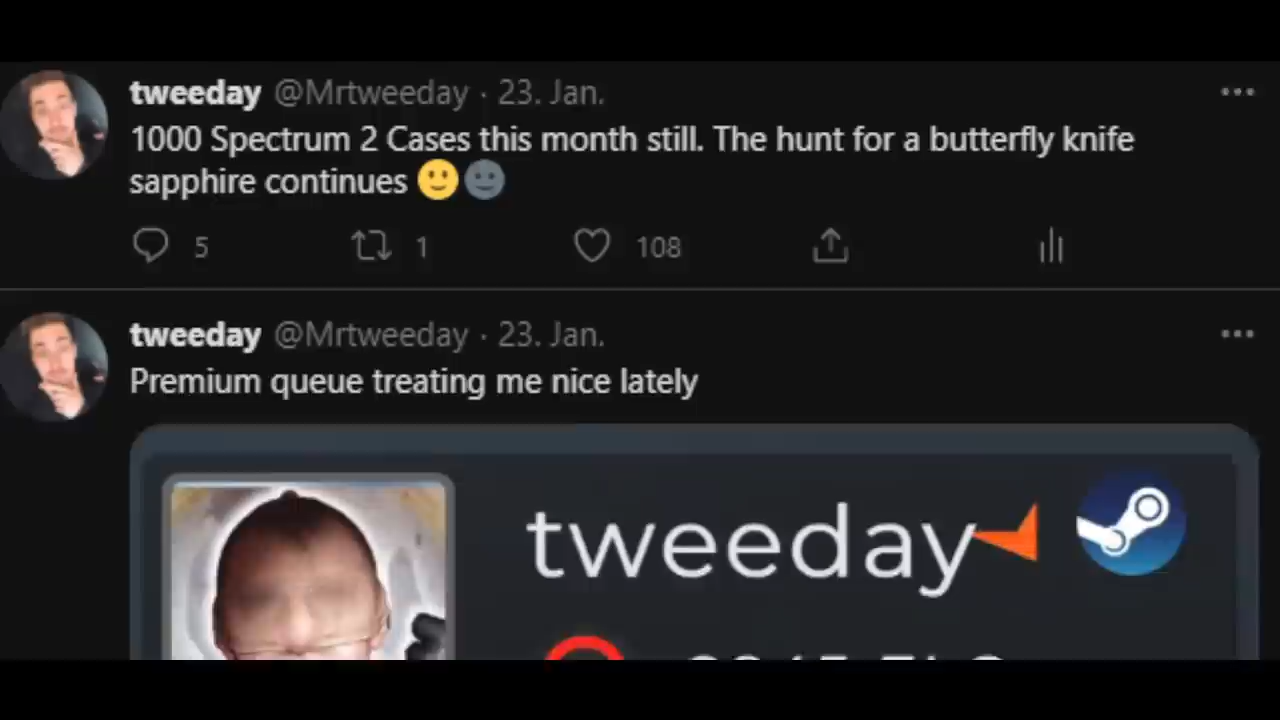 tweeday @Mrtweeday · 23. Jan.
1000 Spectrum 2 Cases this month still. The hunt for a butterfly knife
sapphire continues 🙂🌚
5 1 108
tweeday @Mrtweeday · 23. Jan.
Premium queue treating me nice lately
tweeday